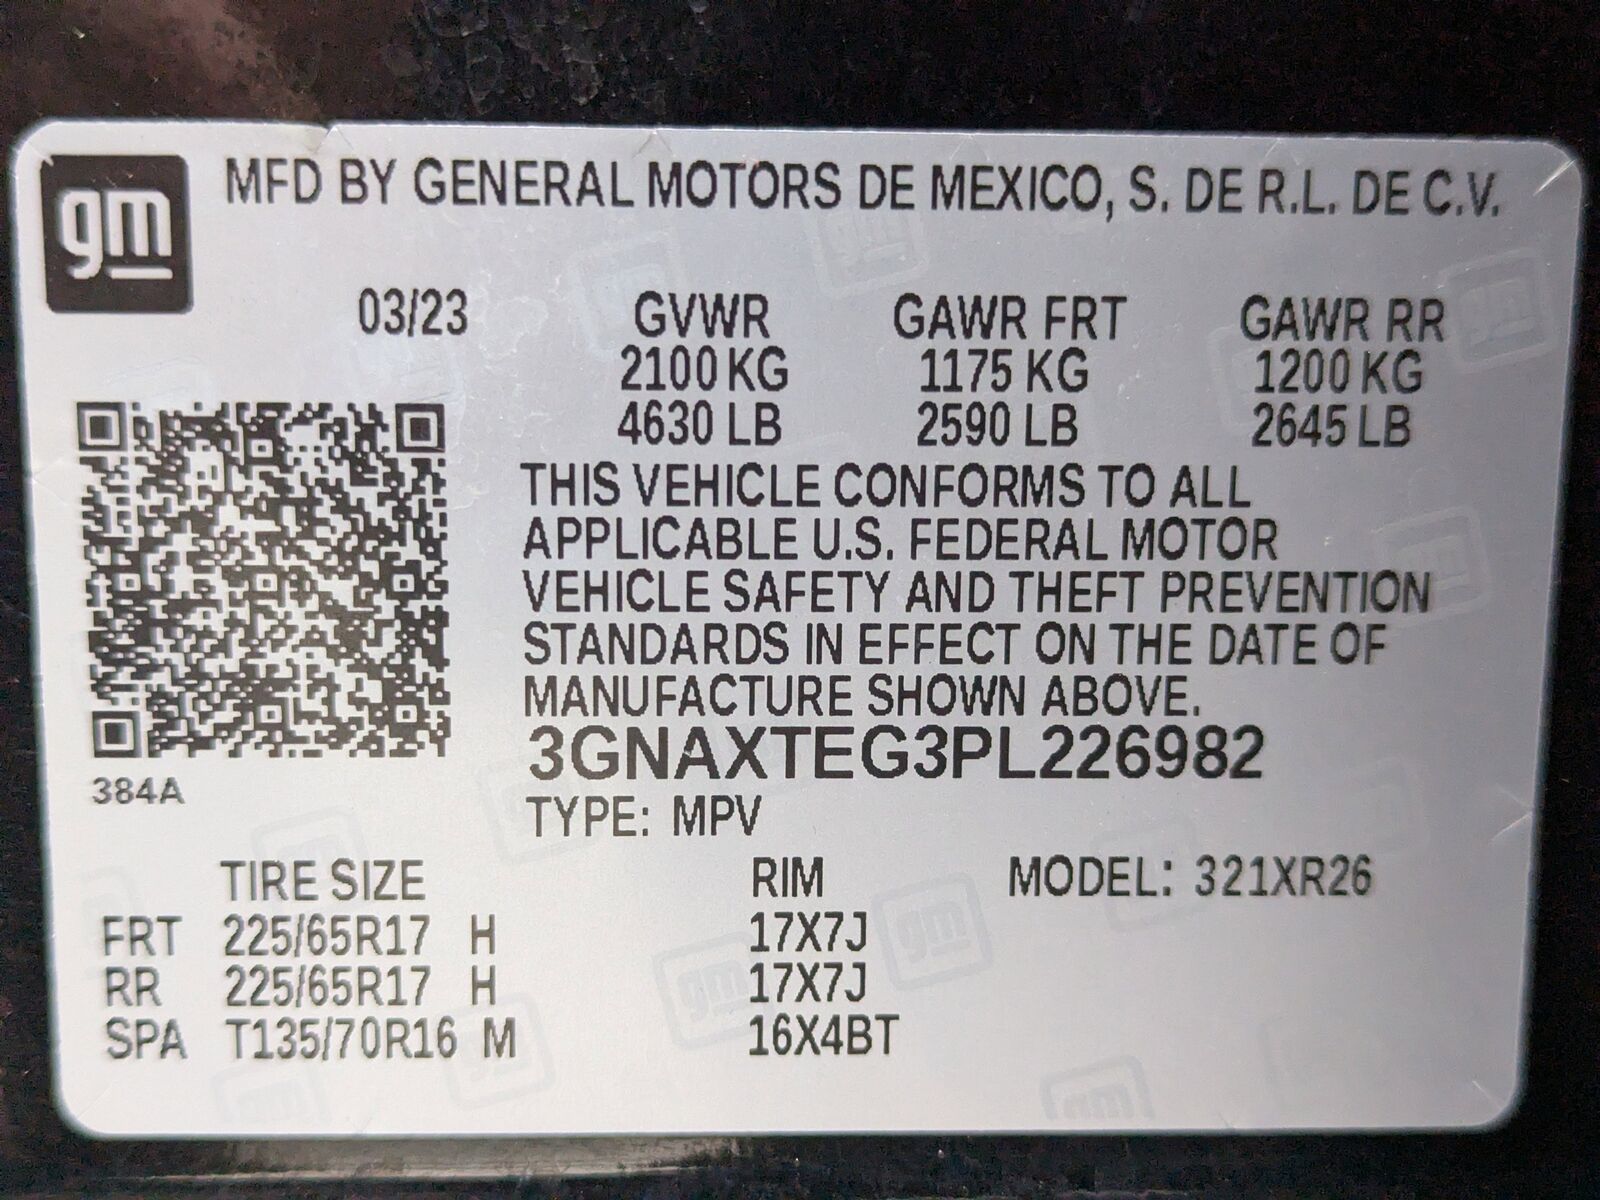 gm
MFD BY GENERAL MOTORS DE MEXICO, S. DE R.L. DE C.V.
03/23 GVWR GAWR FRT GAWR RR
2100 KG 1175 KG 1200 KG
4630 LB 2590 LB 2645 LB
THIS VEHICLE CONFORMS TO ALL
APPLICABLE U.S. FEDERAL MOTOR
VEHICLE SAFETY AND THEFT PREVENTION
STANDARDS IN EFFECT ON THE DATE OF
MANUFACTURE SHOWN ABOVE.
3GNAXTEG3PL226982
384A
TYPE: MPV
TIRE SIZE RIM MODEL: 321XR26
FRT 225/65R17 H 17X7J
RR 225/65R17 H 17X7J
SPA T135/70R16 M 16X4BT